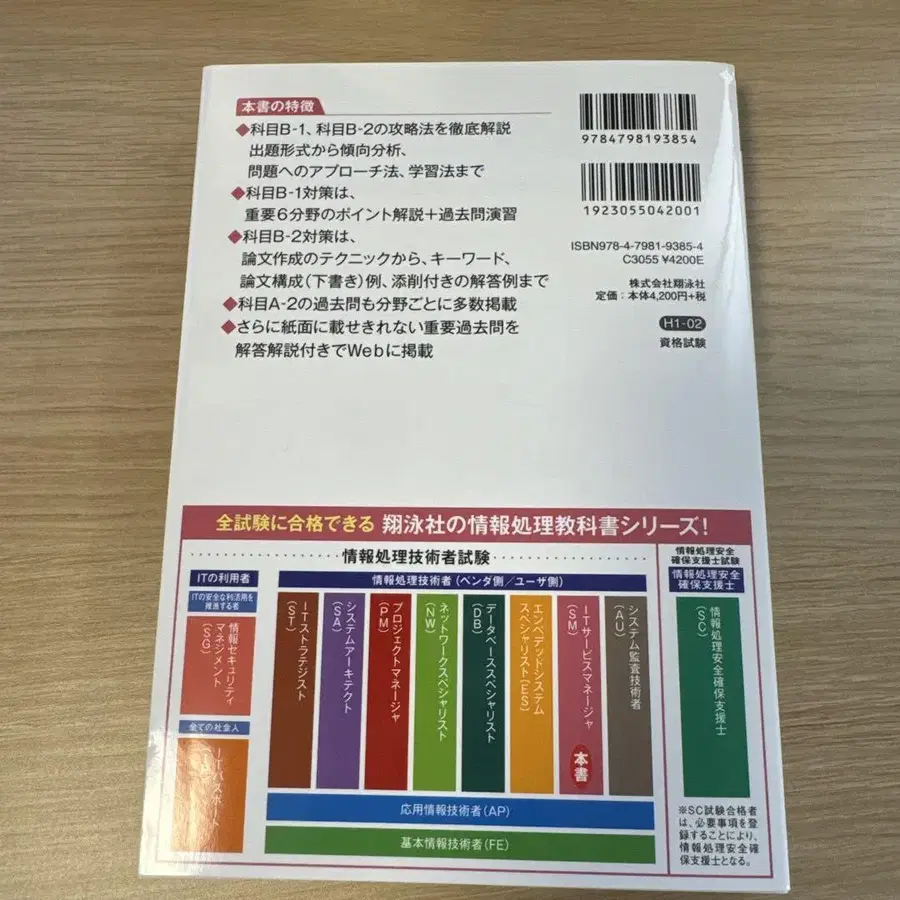 本書の特徴
◆科目B-1、科目B-2の攻略法を徹底解説
出題形式から傾向分析、
問題へのアプローチ法、学習法まで
◆科目B-1対策は、
重要6分野のポイント解説+過去問演習
◆科目B-2対策は、
論文作成のテクニックから、キーワード、
論文構成(下書き)例、添削付きの解答例まで
◆科目A-2の過去問も分野ごとに多数掲載
◆さらに紙面に載せきれない重要過去問を
解答解説付きでWebに掲載
9784798193854
1923055042001
ISBN978-4-7981-9385-4
C3055 ¥4200E
株式会社翔泳社
定価:本体4,200円+税
H1-02
資格試験
全試験に合格できる 翔泳社の情報処理教科書シリーズ!
情報処理技術者試験
ITの利用者
ITの安全な利活用を
推進する者
情報セキュリティ
マネジメント
(SG)
全ての社会人
ITパスポート
情報処理技術者(ベンダ側/ユーザ側)
ITストラテジスト
(ST)
システムアーキテクト
(SA)
プロジェクトマネージャ
(PM)
ネットワークスペシャリスト
(NW)
データベーススペシャリスト
(DB)
エンベデッドシステム
スペシャリスト(ES)
ITサービスマネージャ
(SM)
本書
システム監査技術者
(AU)
応用情報技術者(AP)
基本情報技術者(FE)
情報処理安全
確保支援士試験
情報処理安全
確保支援士
情報処理安全確保支援士
(SC)
※SC試験合格者
は、必要事項を登
録することにより、
情報処理安全確
保支援士となる。